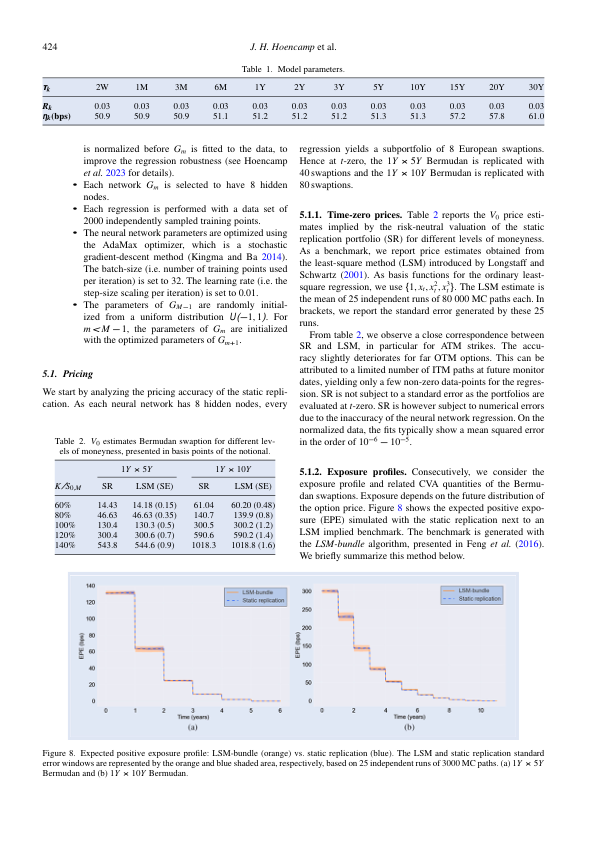 424
J. H. Hoencamp et al.
Table 1. Model parameters.
τk 2W 1M 3M 6M 1Y 2Y 3Y 5Y 10Y 15Y 20Y 30Y
Rk 0.03 0.03 0.03 0.03 0.03 0.03 0.03 0.03 0.03 0.03 0.03 0.03
ηk(bps) 50.9 50.9 50.9 51.1 51.2 51.2 51.2 51.3 51.3 57.2 57.8 61.0
is normalized before Gm is fitted to the data, to
improve the regression robustness (see Hoencamp
et al. 2023 for details).
• Each network Gm is selected to have 8 hidden
nodes.
• Each regression is performed with a data set of
2000 independently sampled training points.
• The neural network parameters are optimized using
the AdaMax optimizer, which is a stochastic
gradient-descent method (Kingma and Ba 2014).
The batch-size (i.e. number of training points used
per iteration) is set to 32. The learning rate (i.e. the
step-size scaling per iteration) is set to 0.01.
• The parameters of GM−1 are randomly initial-
ized from a uniform distribution U(−1, 1). For
m < M − 1, the parameters of Gm are initialized
with the optimized parameters of Gm+1.
5.1. Pricing
We start by analyzing the pricing accuracy of the static repli-
cation. As each neural network has 8 hidden nodes, every
Table 2. V0 estimates Bermudan swaption for different lev-
els of moneyness, presented in basis points of the notional.
1Y × 5Y 1Y × 10Y
K/S0,M SR LSM (SE) SR LSM (SE)
60% 14.43 14.18 (0.15) 61.04 60.20 (0.48)
80% 46.63 46.63 (0.35) 140.7 139.9 (0.8)
100% 130.4 130.3 (0.5) 300.5 300.2 (1.2)
120% 300.4 300.6 (0.7) 590.6 590.2 (1.4)
140% 543.8 544.6 (0.9) 1018.3 1018.8 (1.6)
regression yields a subportfolio of 8 European swaptions.
Hence at t-zero, the 1Y × 5Y Bermudan is replicated with
40 swaptions and the 1Y × 10Y Bermudan is replicated with
80 swaptions.
5.1.1. Time-zero prices. Table 2 reports the V0 price esti-
mates implied by the risk-neutral valuation of the static
replication portfolio (SR) for different levels of moneyness.
As a benchmark, we report price estimates obtained from
the least-square method (LSM) introduced by Longstaff and
Schwartz (2001). As basis functions for the ordinary least-
square regression, we use {1, xt, xt², xt³}. The LSM estimate is
the mean of 25 independent runs of 80 000 MC paths each. In
brackets, we report the standard error generated by these 25
runs.
From table 2, we observe a close correspondence between
SR and LSM, in particular for ATM strikes. The accu-
racy slightly deteriorates for far OTM options. This can be
attributed to a limited number of ITM paths at future monitor
dates, yielding only a few non-zero data-points for the regres-
sion. SR is not subject to a standard error as the portfolios are
evaluated at t-zero. SR is however subject to numerical errors
due to the inaccuracy of the neural network regression. On the
normalized data, the fits typically show a mean squared error
in the order of 10⁻⁶ − 10⁻⁵.
5.1.2. Exposure profiles. Consecutively, we consider the
exposure profile and related CVA quantities of the Bermu-
dan swaptions. Exposure depends on the future distribution of
the option price. Figure 8 shows the expected positive expo-
sure (EPE) simulated with the static replication next to an
LSM implied benchmark. The benchmark is generated with
the LSM-bundle algorithm, presented in Feng et al. (2016).
We briefly summarize this method below.
140
120
100
80
60
40
20
0
EPE (bps)
LSM-bundle
Static replication
0 1 2 3 4 5 6
Time (years)
(a)
300
250
200
150
100
50
0
EPE (bps)
LSM-bundle
Static replication
0 2 4 6 8 10
Time (years)
(b)
Figure 8. Expected positive exposure profile: LSM-bundle (orange) vs. static replication (blue). The LSM and static replication standard
error windows are represented by the orange and blue shaded area, respectively, based on 25 independent runs of 3000 MC paths. (a) 1Y × 5Y
Bermudan and (b) 1Y × 10Y Bermudan.